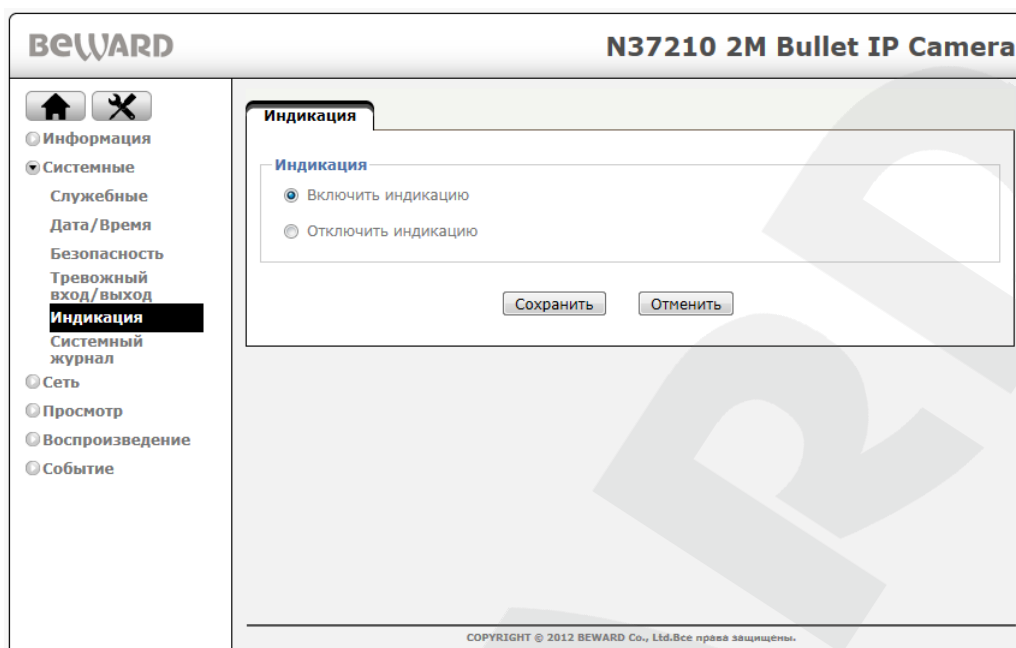 BEWARD
N37210 2M Bullet IP Camera
Информация
Системные
Служебные
Дата/Время
Безопасность
Тревожный
вход/выход
Индикация
Системный
журнал
Сеть
Просмотр
Воспроизведение
Событие
Индикация
Индикация
Включить индикацию
Отключить индикацию
Сохранить
Отменить
COPYRIGHT © 2012 BEWARD Co., Ltd.Все права защищены.